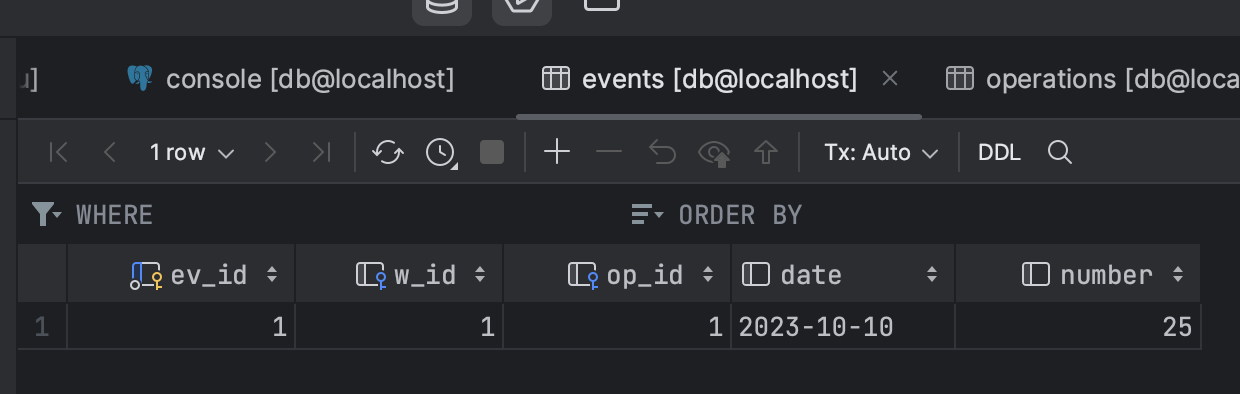 console [db@localhost] events [db@localhost] operations [db@loca
1 row Tx: Auto DDL
WHERE ORDER BY
ev_id w_id op_id date number
1 1 1 1 2023-10-10 25